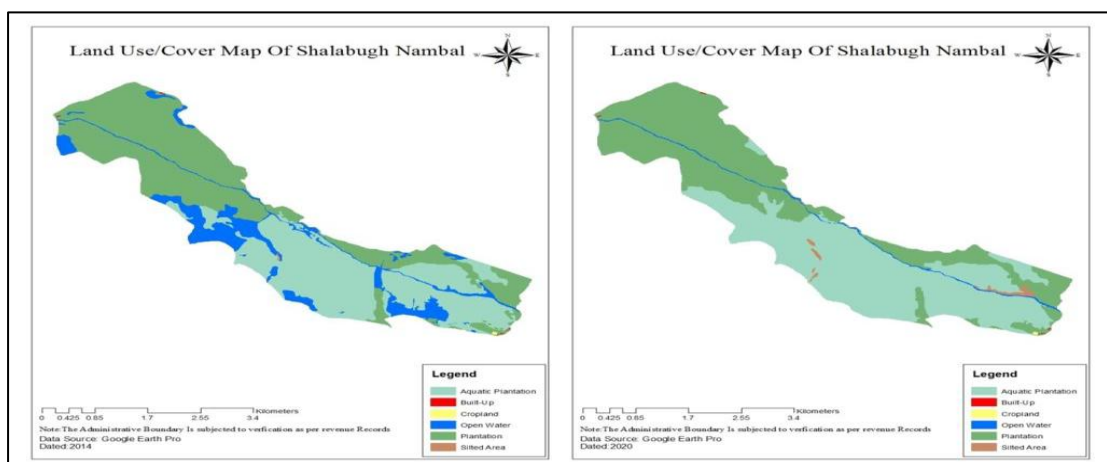 Land Use/Cover Map Of Shalabugh Nambal
N
W
E
S
Legend
Aquatic Plantation
Built-Up
Cropland
Open Water
Plantation
Silted Area
Kilometers
0 0.425 0.85 1.7 2.55 3.4
Note:The Administrative Boundary Is subjected to verfication as per revenue Records
Data Source: Google Earth Pro
Dated:2014
Land Use/Cover Map Of Shalabugh Nambal
N
W
E
S
Legend
Aquatic Plantation
Built-Up
Cropland
Open Water
Plantation
Silted Area
Kilometers
0 0.425 0.85 1.7 2.55 3.4
Note:The Administrative Boundary Is subjected to verfication as per revenue Records
Data Source: Google Earth Pro
Dated:2020